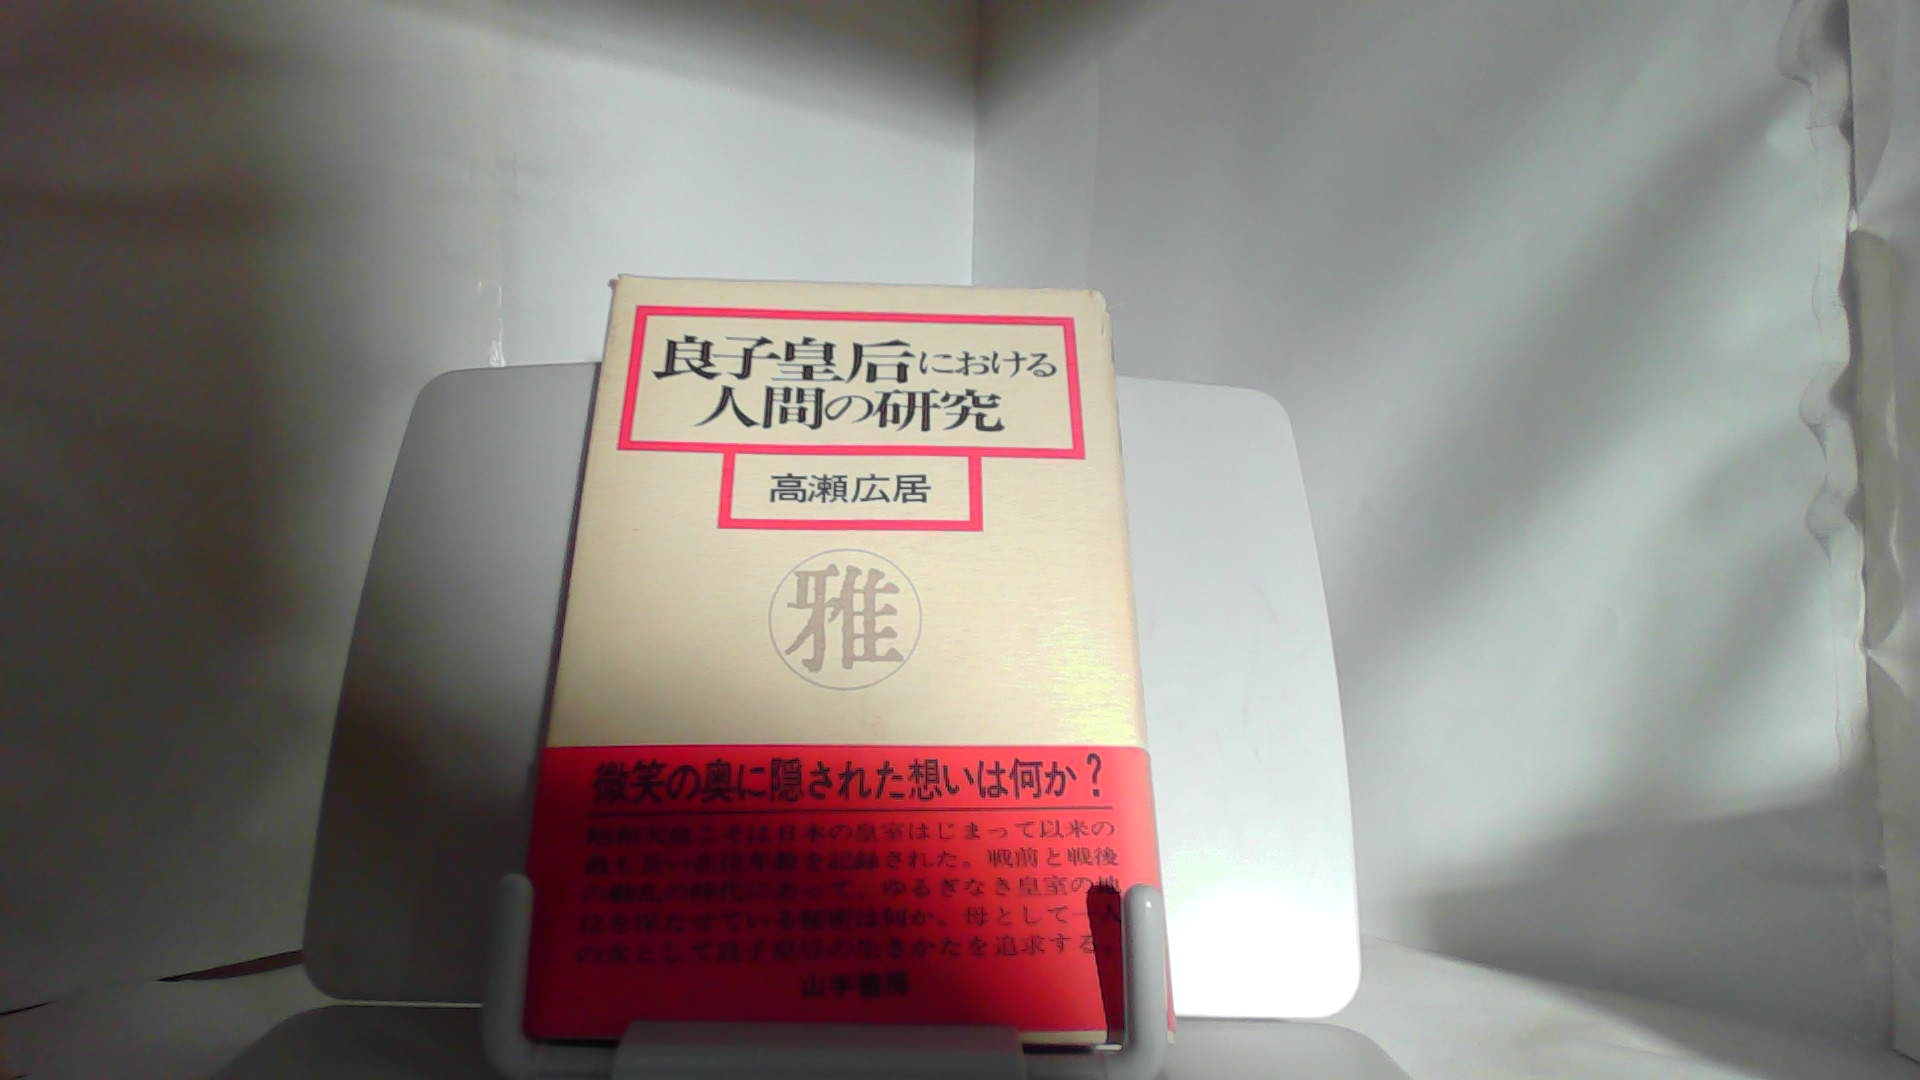 良子皇后における
人間の研究
高瀬広居
雅
微笑の奥に隠された想いは何か?
昭和天皇こそは日本の皇室はじまって以来の
最も長い在位年数を記録された。戦前と戦後
の動乱の時代にあって、ゆるぎなき皇室の地
位を保たせている秘密は何か。母として一人
の女として良子皇后の生きかたを追求する。
山手書房